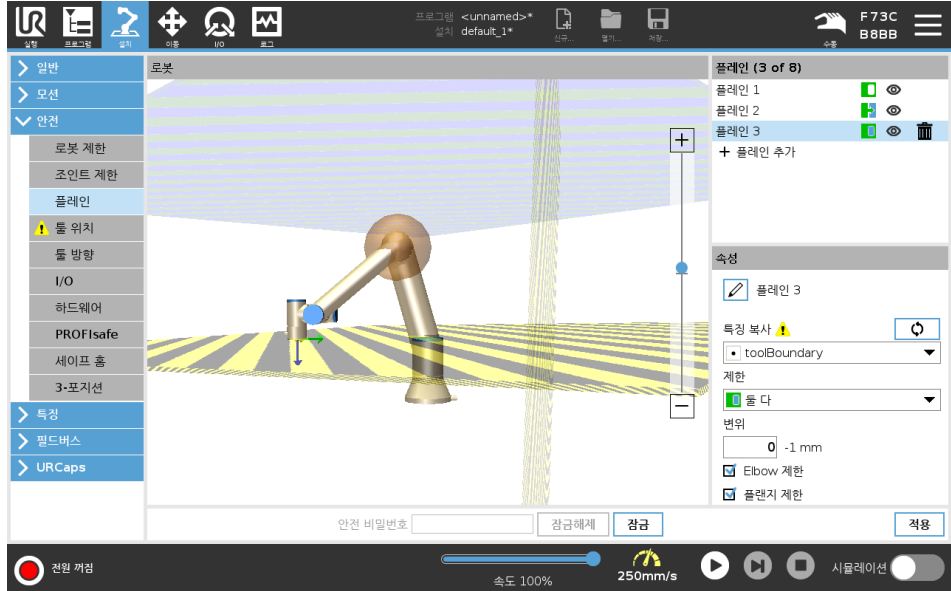 프로그램 <unnamed>*
설치 default_1*
실행
프로그램
설치
이동
I/O
로그
신규...
열기...
저장...
수동
F73C
B8BB
일반
모션
안전
로봇 제한
조인트 제한
플레인
툴 위치
툴 방향
I/O
하드웨어
PROFIsafe
세이프 홈
3-포지션
특징
필드버스
URCaps
로봇
플레인 (3 of 8)
플레인 1
플레인 2
플레인 3
플레인 추가
속성
플레인 3
특징 복사
toolBoundary
제한
둘 다
변위
0 -1 mm
Elbow 제한
플랜지 제한
안전 비밀번호
잠금해제
잠금
적용
전원 꺼짐
속도 100%
250mm/s
시뮬레이션